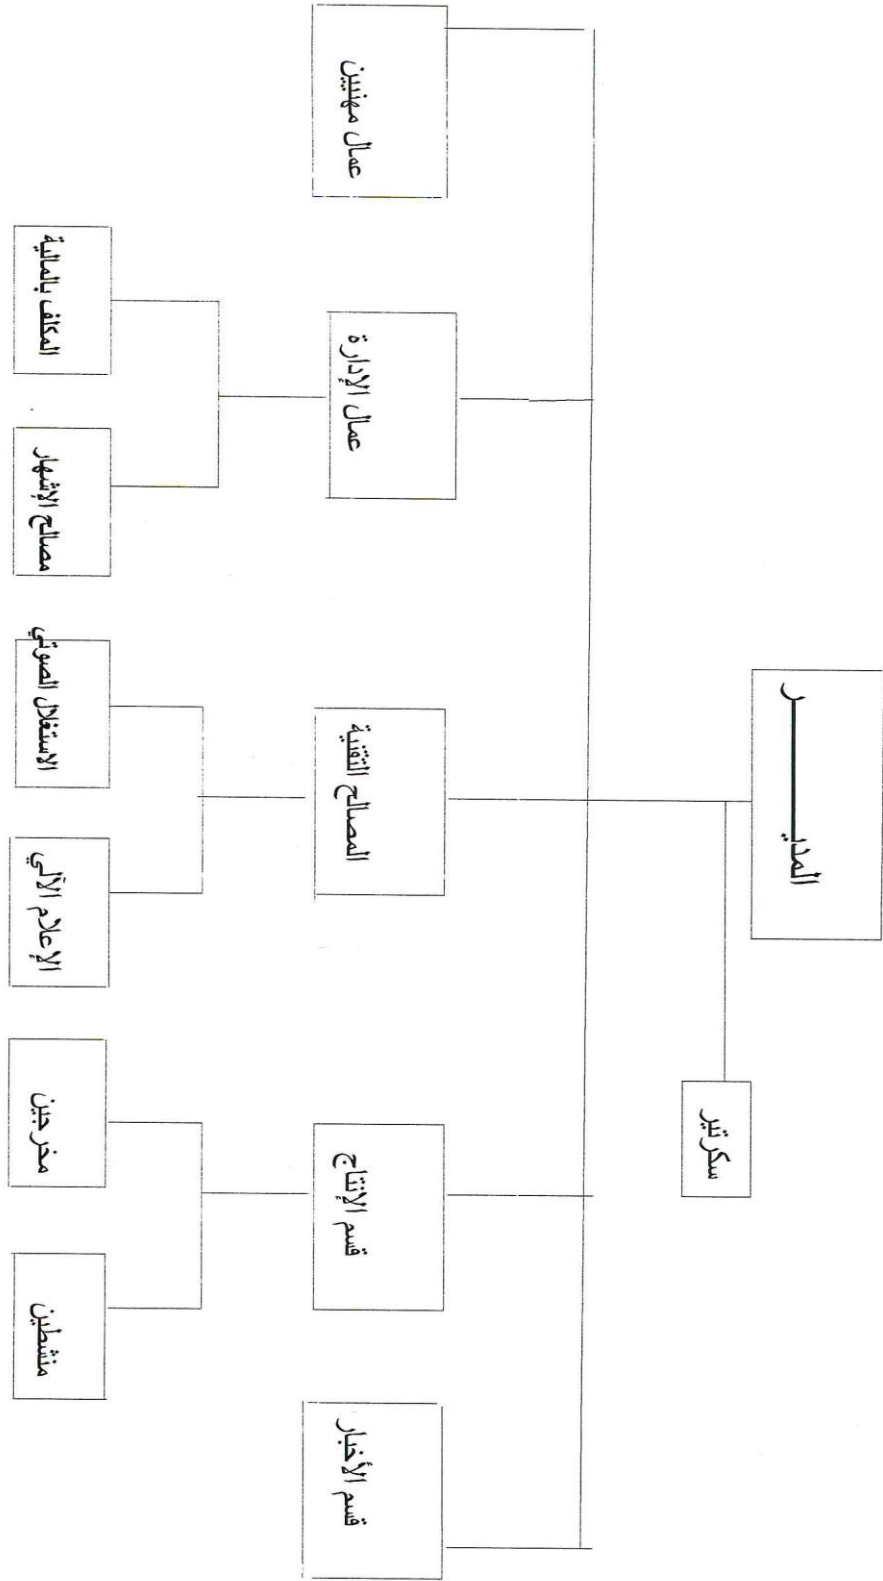 المديـــــــــر
سكرتير
قسم الأخبار
قسم الإنتاج
المصالح التقنية
عمال الإدارة
عمال مهنيين
منشطين
مخرجين
الإعلام الآلي
الاستغلال الصوتي
مصالح الإشهار
المكلف بالمالية